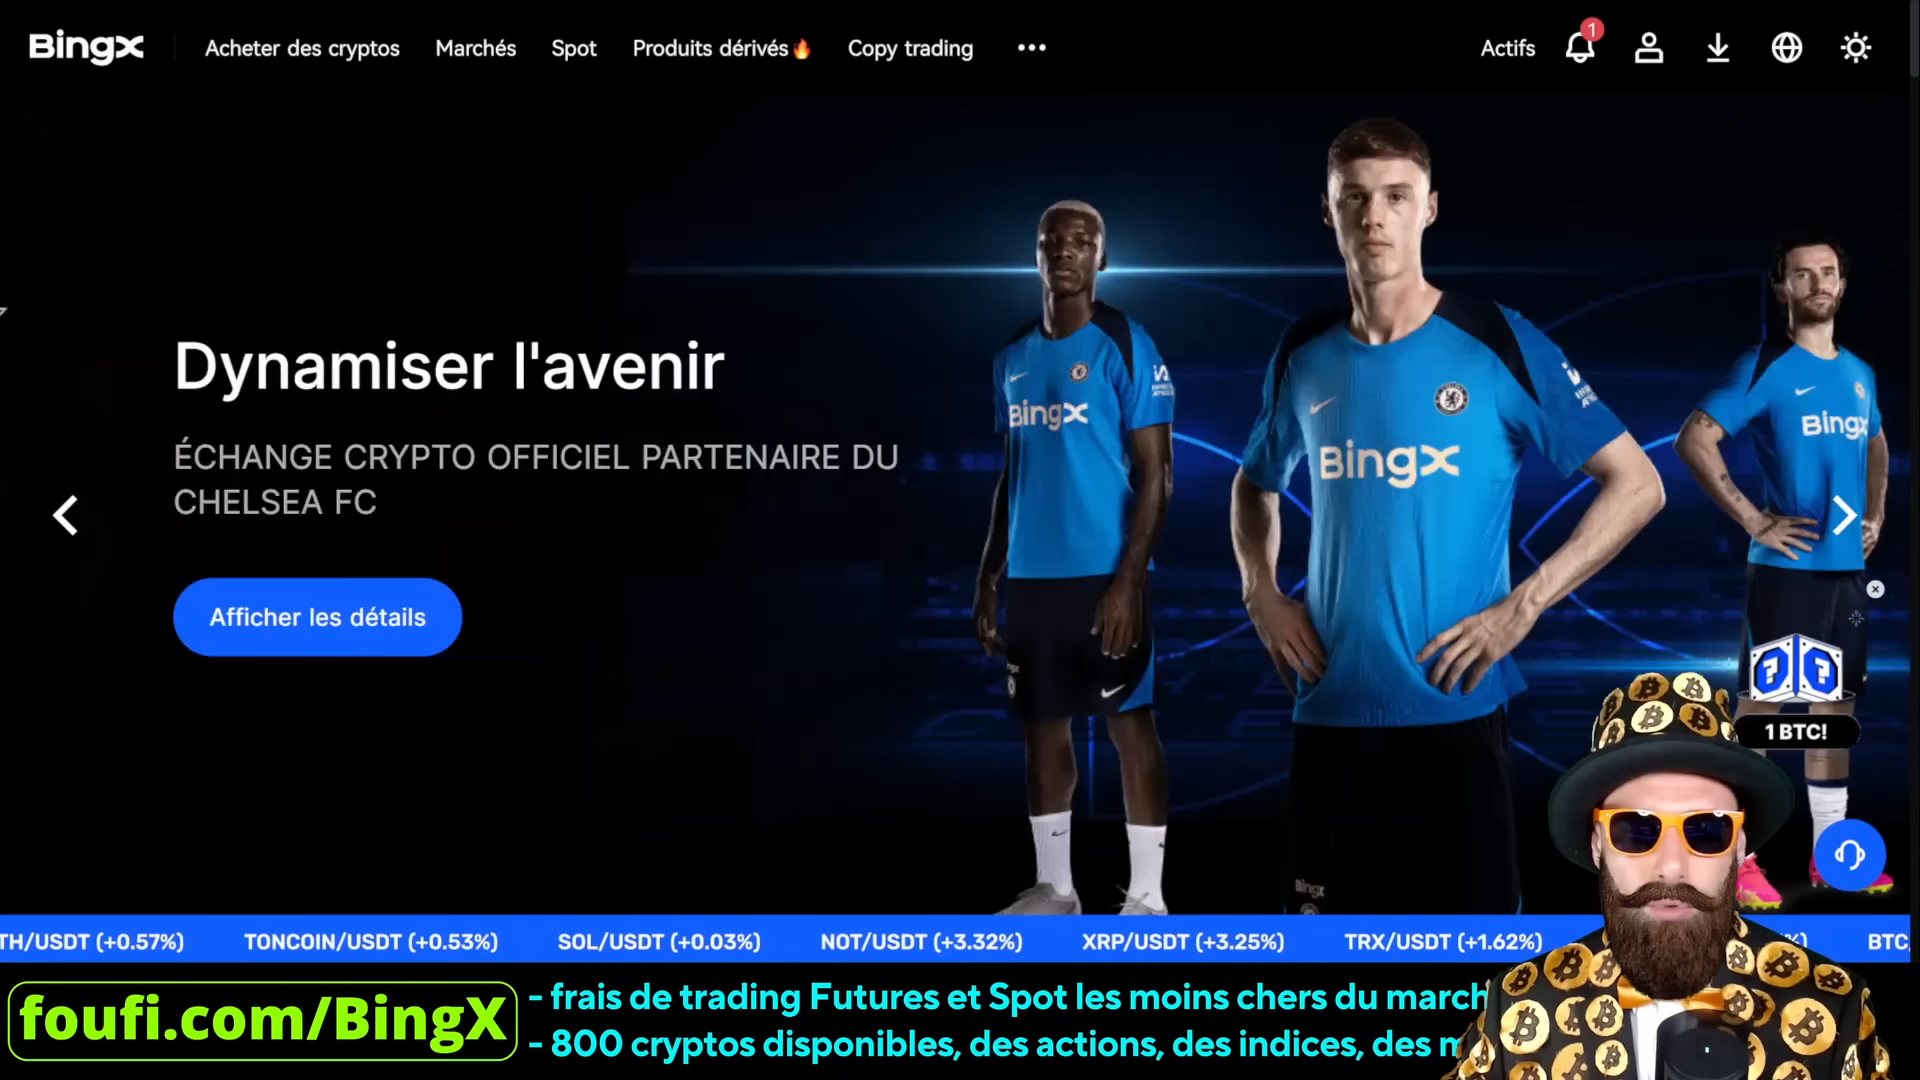 BingX
Acheter des cryptos
Marchés
Spot
Produits dérivés
Copy trading
Actifs
1
Dynamiser l'avenir
ÉCHANGE CRYPTO OFFICIEL PARTENAIRE DU
CHELSEA FC
Afficher les détails
BingX
BingX
BingX
BingX
1 BTC!
TH/USDT (+0.57%)
TONCOIN/USDT (+0.53%)
SOL/USDT (+0.03%)
NOT/USDT (+3.32%)
XRP/USDT (+3.25%)
TRX/USDT (+1.62%)
BTC
foufi.com/BingX
- frais de trading Futures et Spot les moins chers du march
- 800 cryptos disponibles, des actions, des indices, des m